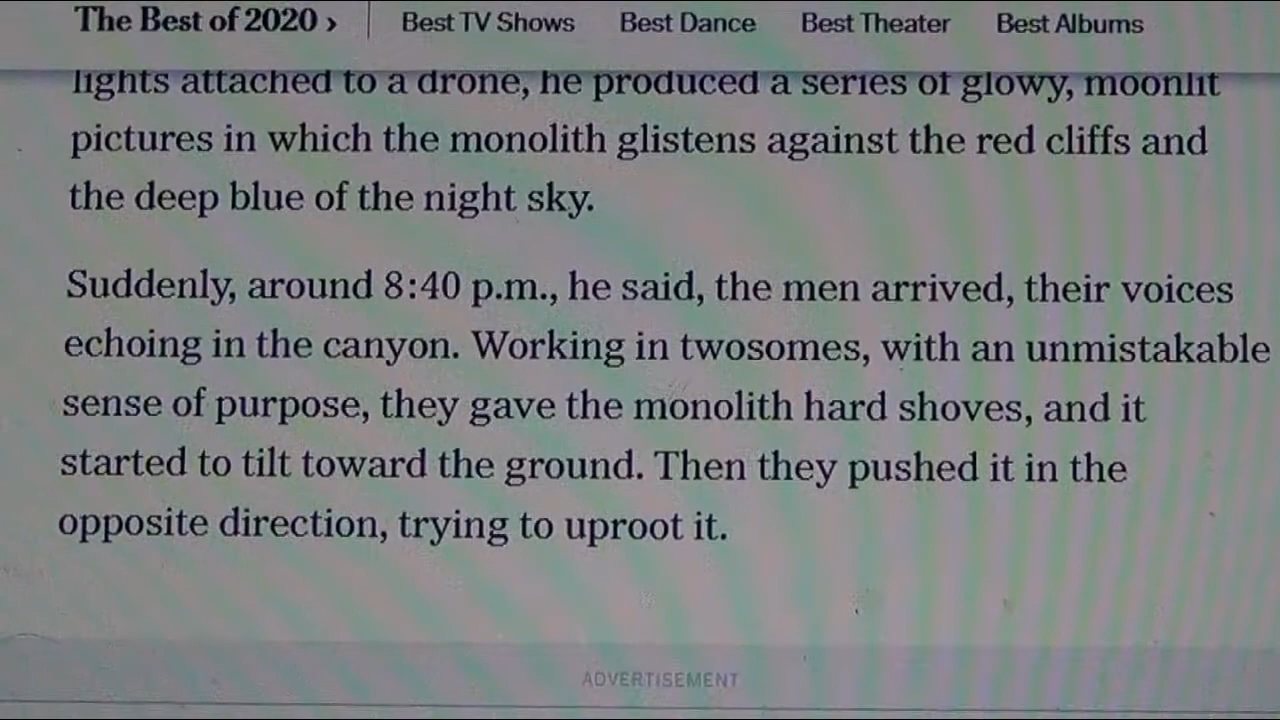 The Best of 2020 › Best TV Shows Best Dance Best Theater Best Albums
lights attached to a drone, he produced a series of glowy, moonlit
pictures in which the monolith glistens against the red cliffs and
the deep blue of the night sky.
Suddenly, around 8:40 p.m., he said, the men arrived, their voices
echoing in the canyon. Working in twosomes, with an unmistakable
sense of purpose, they gave the monolith hard shoves, and it
started to tilt toward the ground. Then they pushed it in the
opposite direction, trying to uproot it.
ADVERTISEMENT